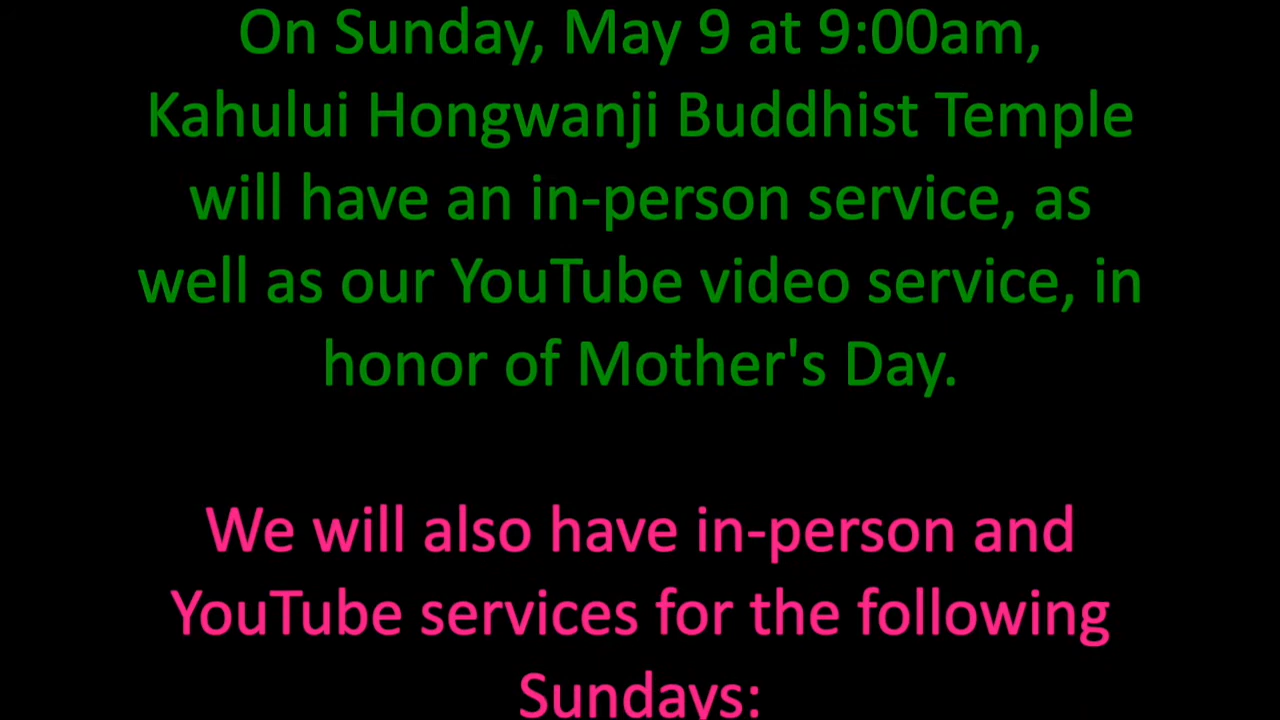 On Sunday, May 9 at 9:00am,
Kahului Hongwanji Buddhist Temple
will have an in-person service, as
well as our YouTube video service, in
honor of Mother's Day.
We will also have in-person and
YouTube services for the following
Sundays: